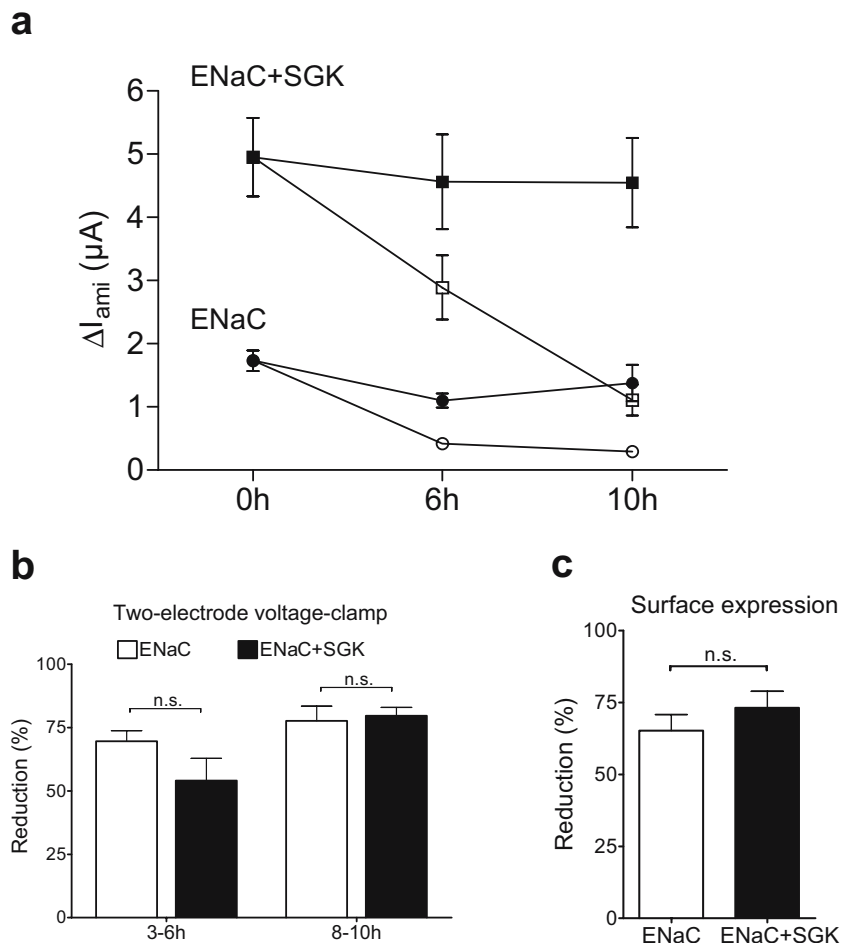 a
ENaC+SGK
6
5
4
3
2
1
0
ΔIami (μA)
ENaC
0h 6h 10h
b
Two-electrode voltage-clamp
ENaC ENaC+SGK
100
75
50
25
0
Reduction (%)
n.s. n.s.
3-6h 8-10h
c
Surface expression
100
75
50
25
0
Reduction (%)
n.s.
ENaC ENaC+SGK